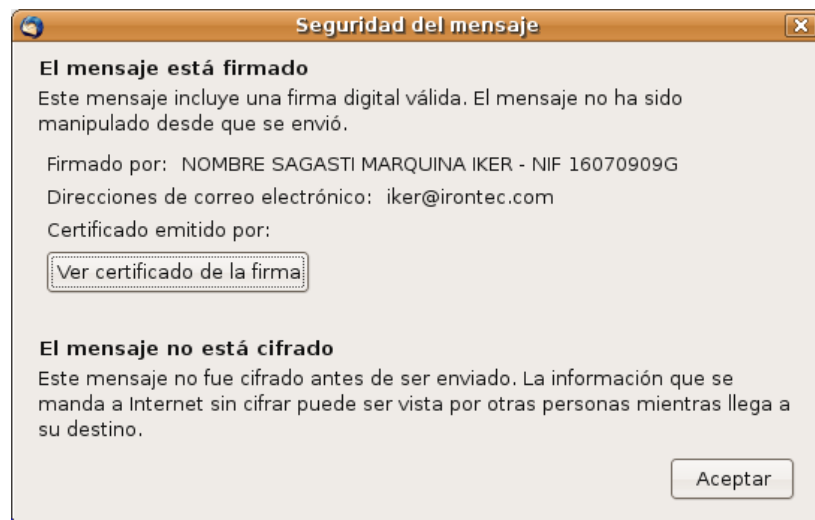 Seguridad del mensaje
El mensaje está firmado
Este mensaje incluye una firma digital válida. El mensaje no ha sido
manipulado desde que se envió.
Firmado por: NOMBRE SAGASTI MARQUINA IKER - NIF 16070909G
Direcciones de correo electrónico: iker@irontec.com
Certificado emitido por:
Ver certificado de la firma
El mensaje no está cifrado
Este mensaje no fue cifrado antes de ser enviado. La información que se
manda a Internet sin cifrar puede ser vista por otras personas mientras llega a
su destino.
Aceptar